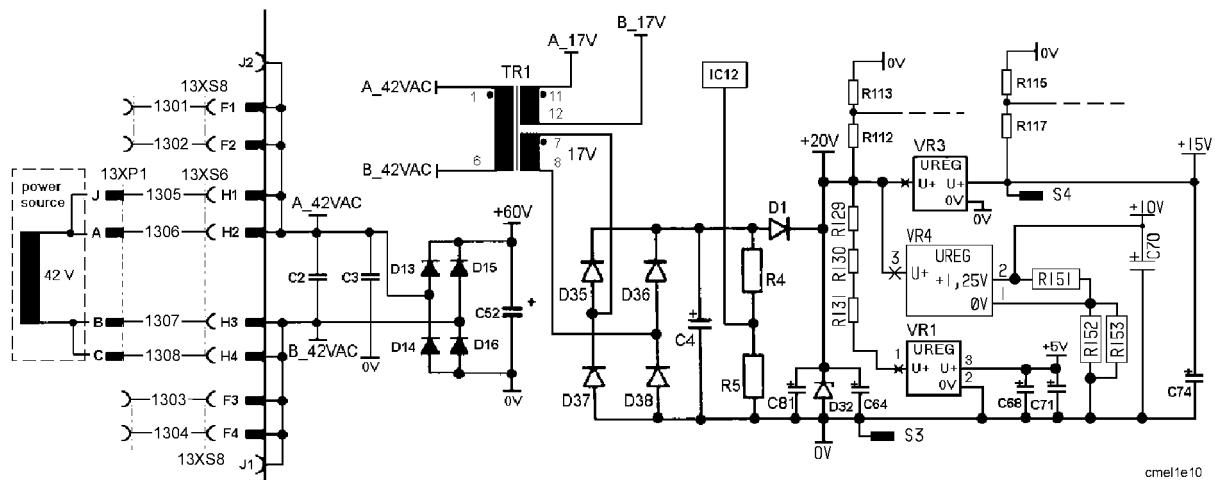 B_17V
A_17V
J2
13XS8
1301
F1
1302
F2
A_42VAC
1
TR1
11
12
7
8
17V
B_42VAC
6
IC12
0V
R113
R112
0V
R115
R117
+20V
VR3
UREG
U+
U+
0V
+15V
S4
power
source
42 V
13XP1
13XS6
J
1305
H1
A
1306
H2
B
1307
H3
C
1308
H4
A_42VAC
B_42VAC
C2
C3
0V
+60V
D13
D15
D14
D16
C52
+
0V
D35
D36
D37
D38
+
C4
D1
R4
R5
R129
R130
R131
VR4
3
UREG
U+
+1,25V
0V
2
1
R151
R152
R153
+10V
+
C70
VR1
1
UREG
U+
U+
0V
3
2
+5V
+
C68
+
C71
+
C74
+
C81
D32
+
C64
0V
S3
1303
F3
1304
F4
13XS8
J1
cmel1e10